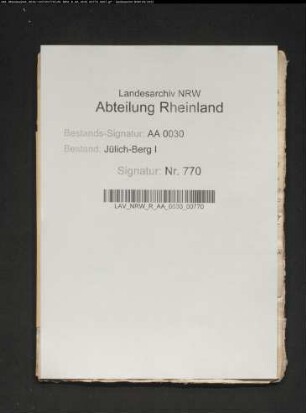 Landesarchiv NRW
Abteilung Rheinland
Bestands-Signatur: AA 0030
Bestand: Jülich-Berg I
Signatur: Nr. 770
LAV_NRW_R_AA_0030_00770